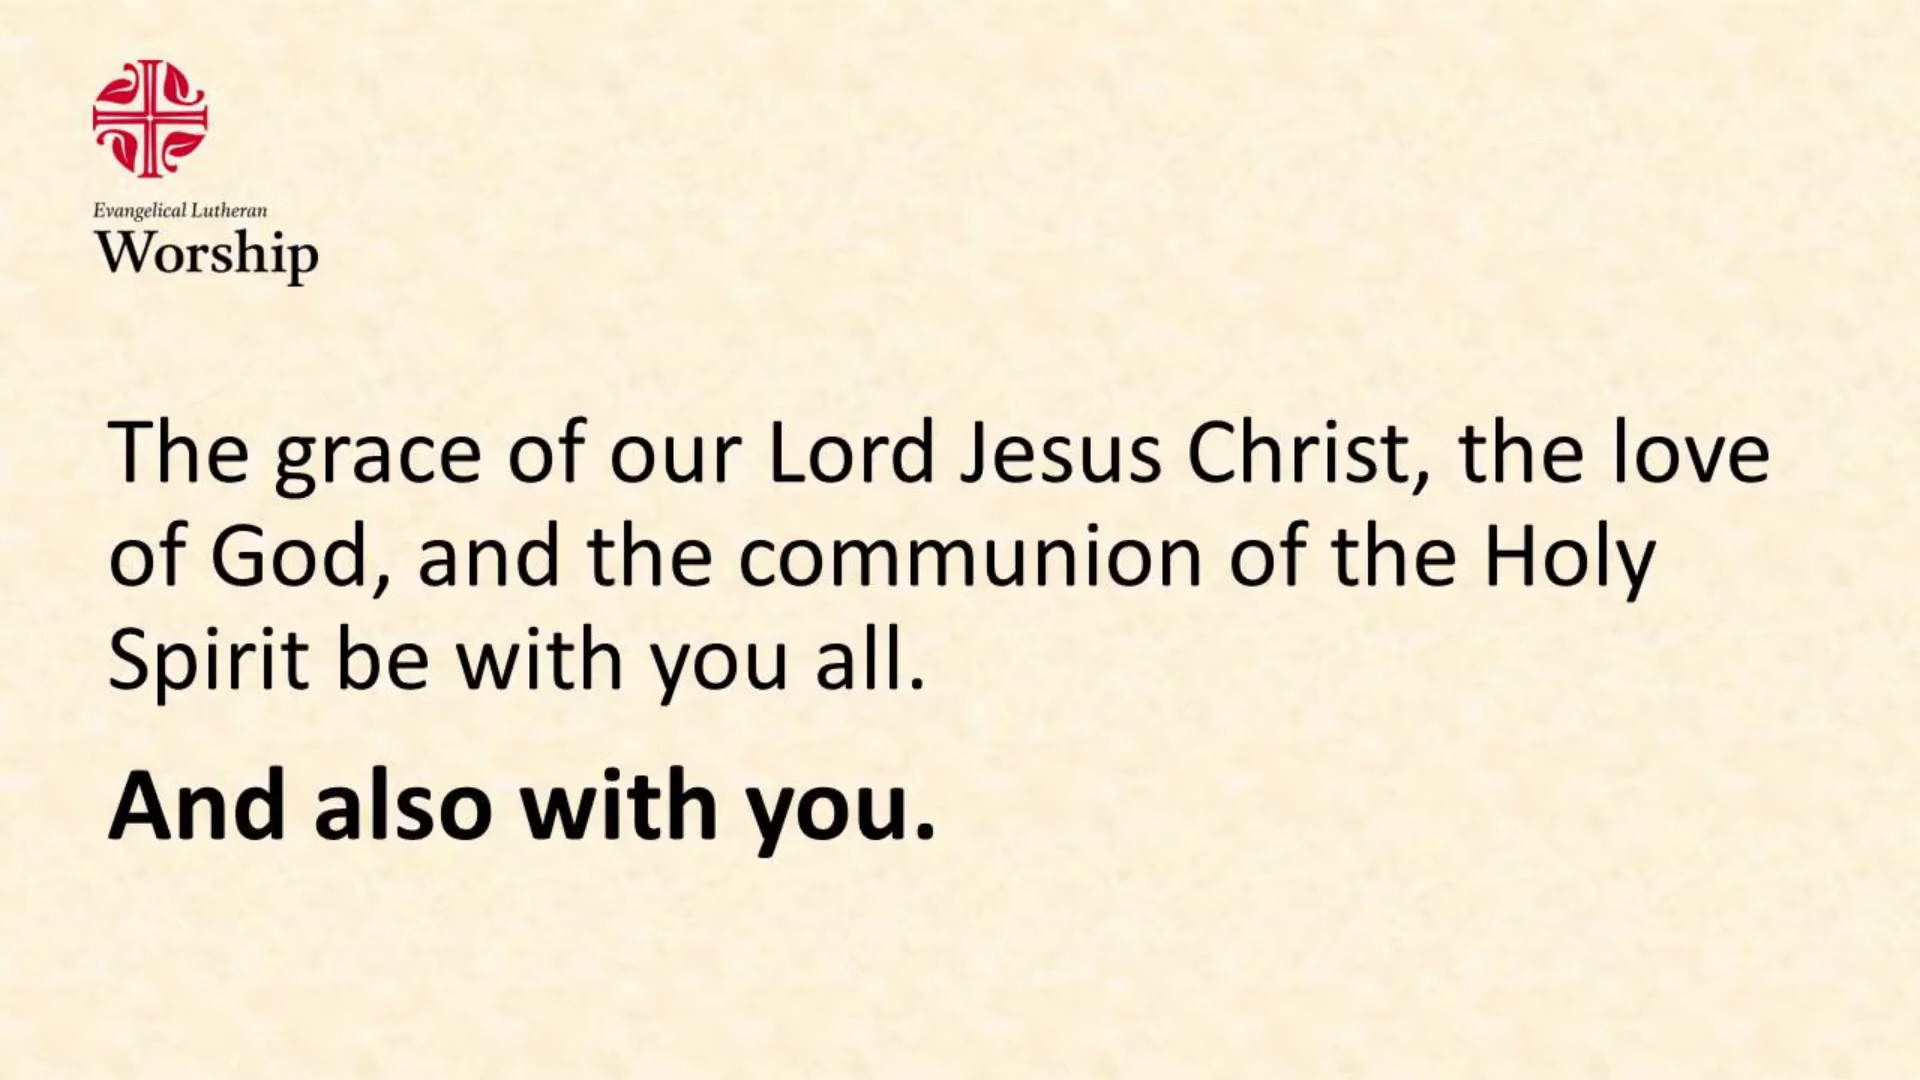 Evangelical Lutheran
Worship
The grace of our Lord Jesus Christ, the love
of God, and the communion of the Holy
Spirit be with you all.
And also with you.